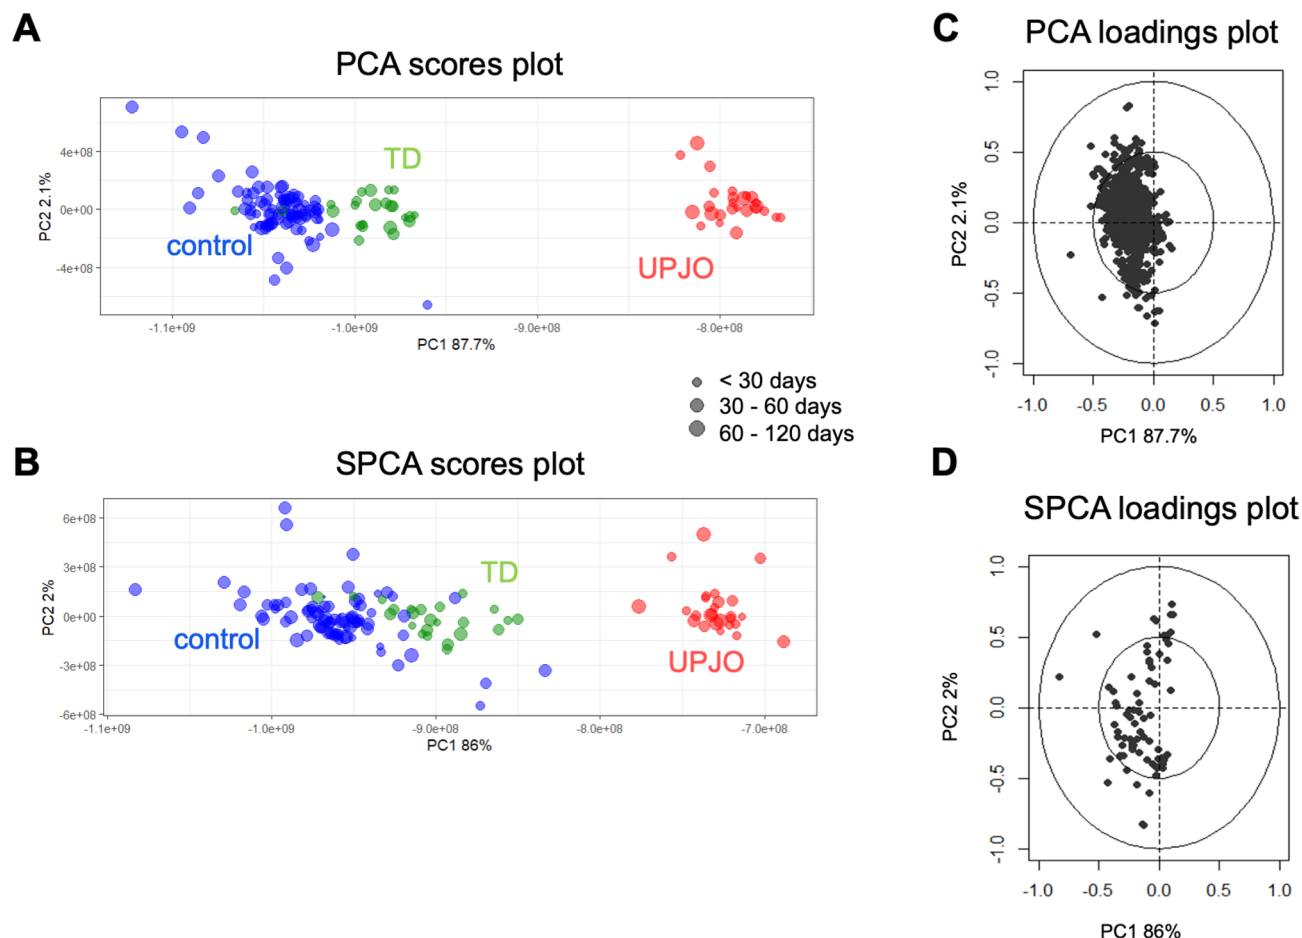 A
PCA scores plot
PC2 2.1%
4e+08
0e+00
-4e+08
TD
control
UPJO
-1.1e+09 -1.0e+09 -9.0e+08 -8.0e+08
PC1 87.7%
< 30 days
30 - 60 days
60 - 120 days
B
SPCA scores plot
PC2 2%
6e+08
3e+08
0e+00
-3e+08
-6e+08
TD
control
UPJO
-1.1e+09 -1.0e+09 -9.0e+08 -8.0e+08 -7.0e+08
PC1 86%
C
PCA loadings plot
PC2 2.1%
1.0
0.5
0.0
-0.5
-1.0
-1.0 -0.5 0.0 0.5 1.0
PC1 87.7%
D
SPCA loadings plot
PC2 2%
1.0
0.5
0.0
-0.5
-1.0
-1.0 -0.5 0.0 0.5 1.0
PC1 86%